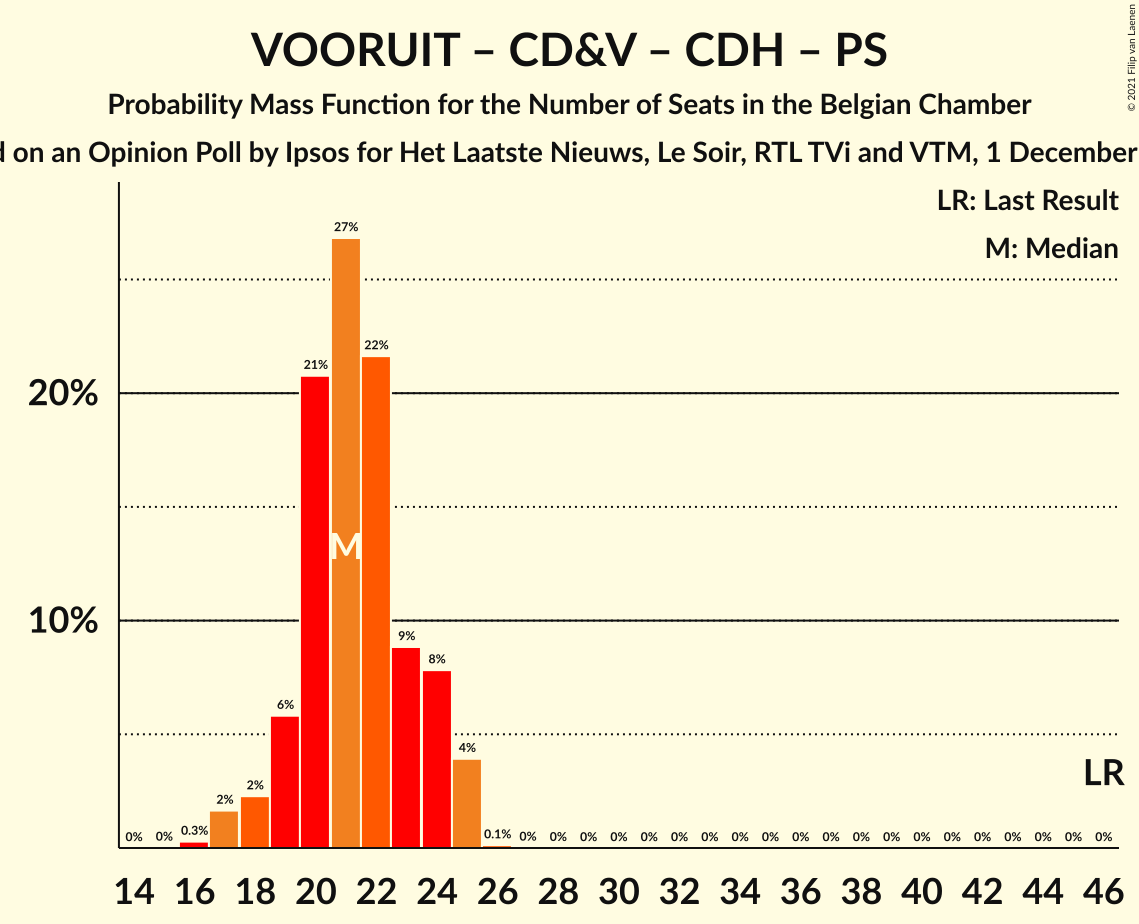 VOORUIT – CD&V – CDH – PS
Probability Mass Function for the Number of Seats in the Belgian Chamber
on an Opinion Poll by Ipsos for Het Laatste Nieuws, Le Soir, RTL TVi and VTM, 1 December
© 2021 Filip van Laenen
LR: Last Result
M: Median
20%
10%
0% 0% 0.3% 2% 2% 6% 21% 27% 22% 9% 8% 4% 0.1% 0% 0% 0% 0% 0% 0% 0% 0% 0% 0% 0% 0% 0% 0% 0% 0% 0% 0% 0% 0%
M
LR
14 16 18 20 22 24 26 28 30 32 34 36 38 40 42 44 46